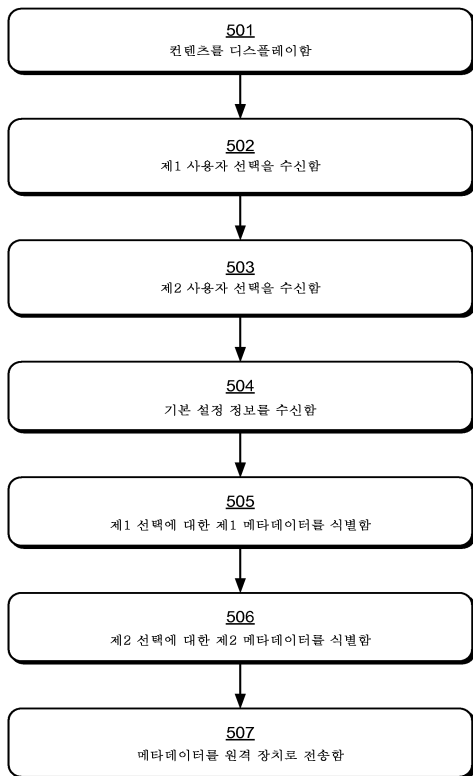 501
컨텐츠를 디스플레이함
502
제1 사용자 선택을 수신함
503
제2 사용자 선택을 수신함
504
기본 설정 정보를 수신함
505
제1 선택에 대한 제1 메타데이터를 식별함
506
제2 선택에 대한 제2 메타데이터를 식별함
507
메타데이터를 원격 장치로 전송함